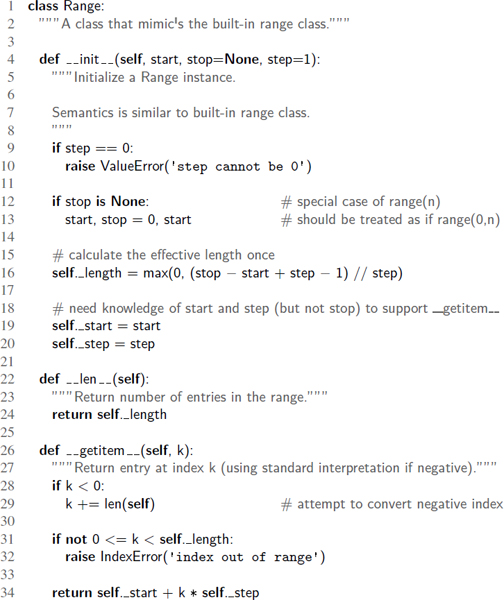 1 class Range:
2 """A class that mimic's the built-in range class."""
3
4 def __init__(self, start, stop=None, step=1):
5 """Initialize a Range instance.
6
7 Semantics is similar to built-in range class.
8 """
9 if step == 0:
10 raise ValueError('step cannot be 0')
11
12 if stop is None: # special case of range(n)
13 start, stop = 0, start # should be treated as if range(0,n)
14
15 # calculate the effective length once
16 self._length = max(0, (stop − start + step − 1) // step)
17
18 # need knowledge of start and step (but not stop) to support __getitem__
19 self._start = start
20 self._step = step
21
22 def __len__(self):
23 """Return number of entries in the range."""
24 return self._length
25
26 def __getitem__(self, k):
27 """Return entry at index k (using standard interpretation if negative)."""
28 if k < 0:
29 k += len(self) # attempt to convert negative index
30
31 if not 0 <= k < self._length:
32 raise IndexError('index out of range')
33
34 return self._start + k * self._step